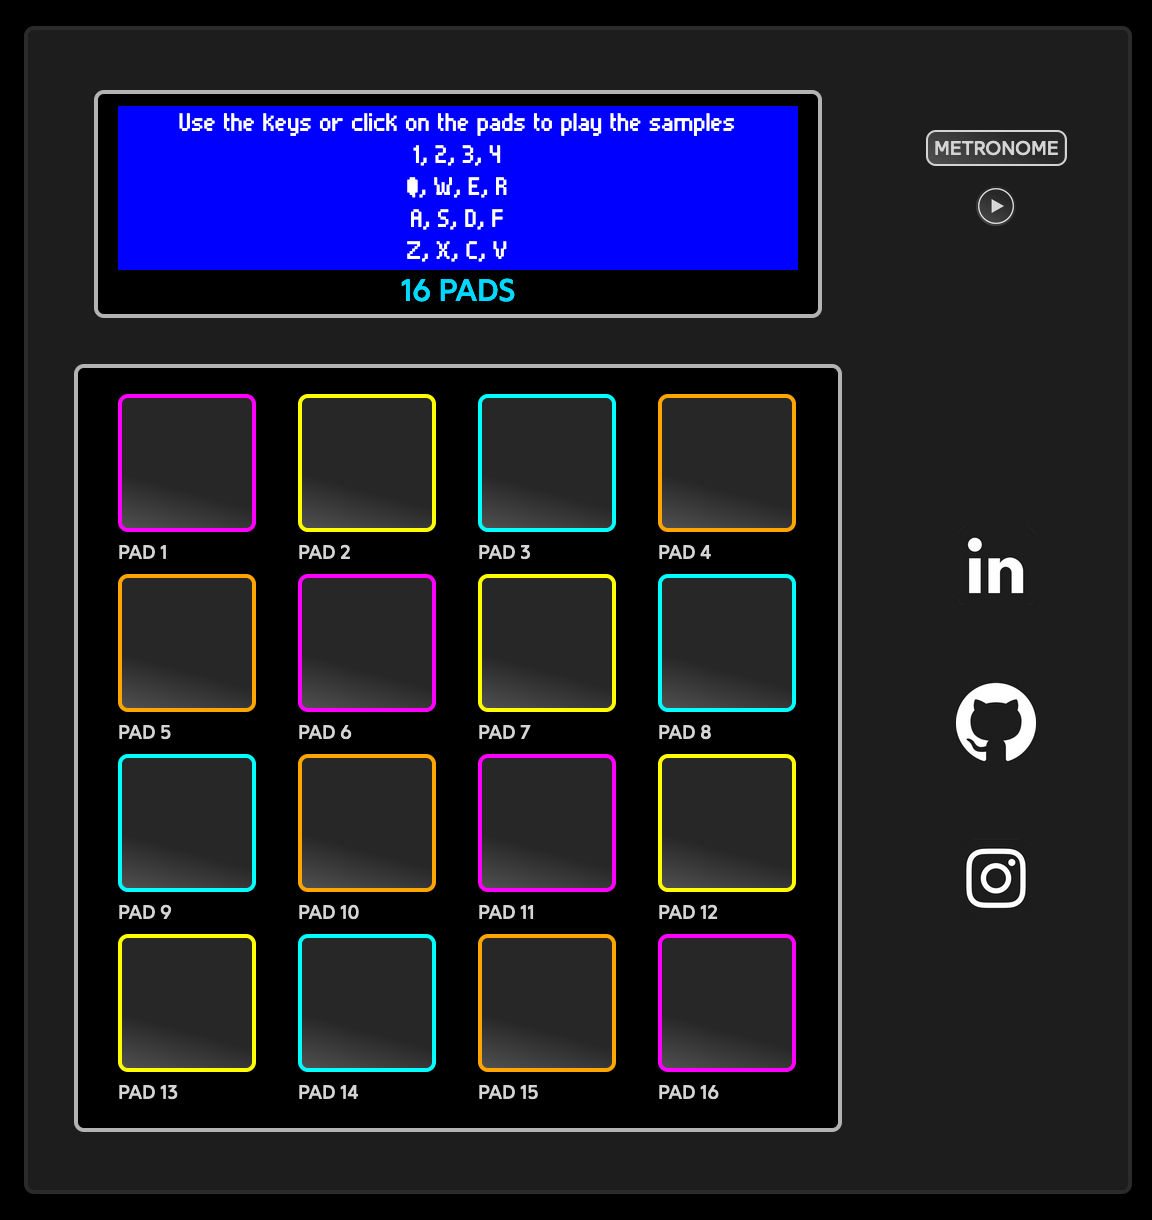 Use the Keys or click on the pads to play the samples
1, 2, 3, 4
Q, W, E, R
A, S, D, F
Z, X, C, V
16 PADS
METRONOME
PAD 1
PAD 2
PAD 3
PAD 4
PAD 5
PAD 6
PAD 7
PAD 8
PAD 9
PAD 10
PAD 11
PAD 12
PAD 13
PAD 14
PAD 15
PAD 16
in